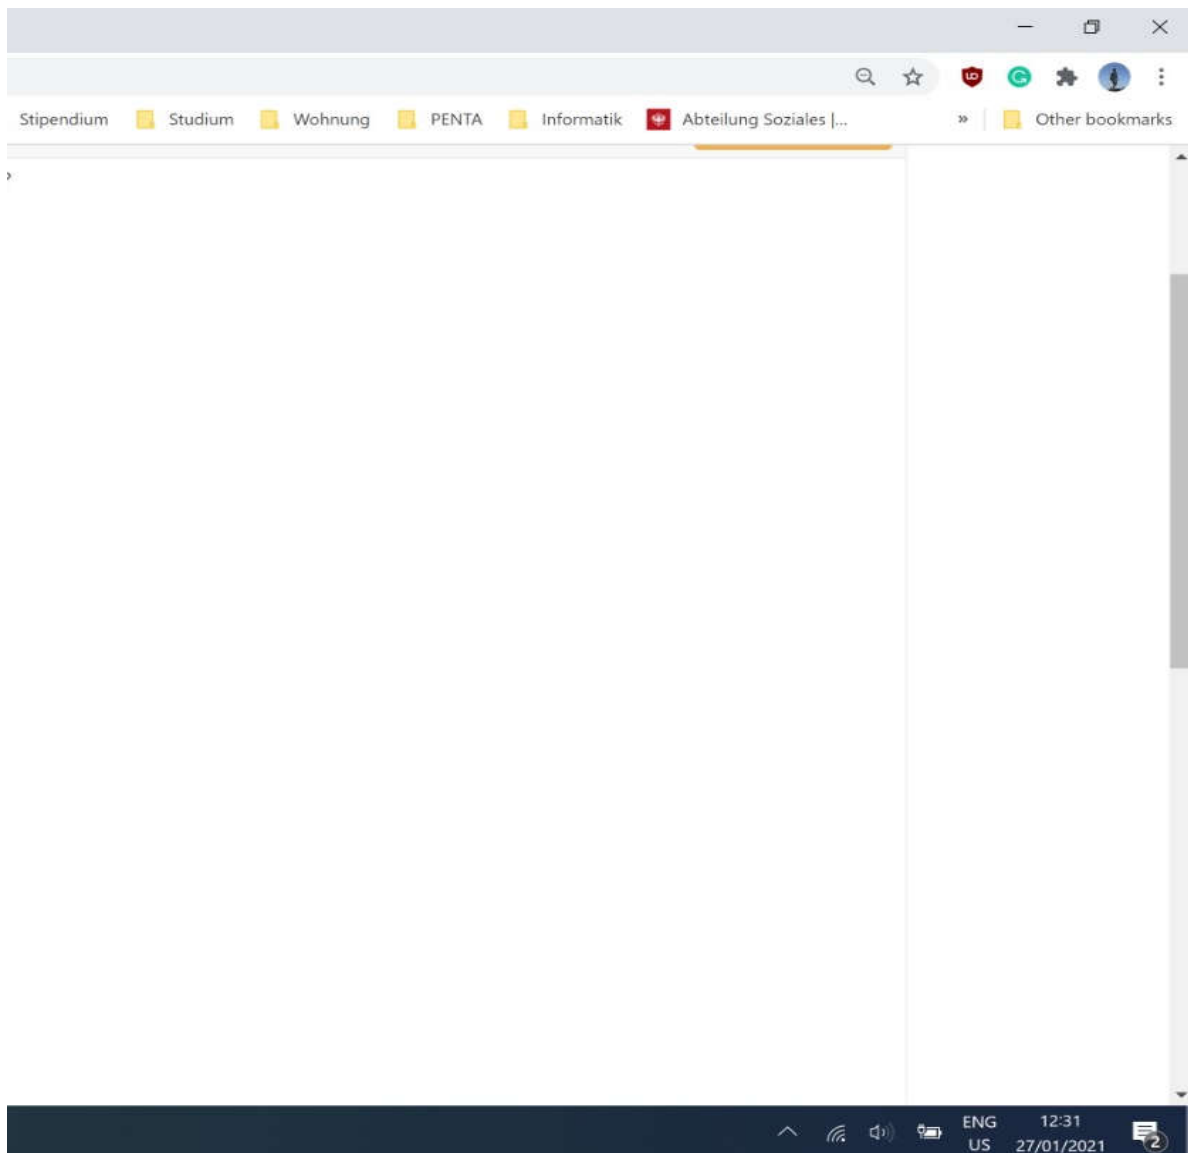 Stipendium Studium Wohnung PENTA Informatik Abteilung Soziales |... » Other bookmarks
?
ENG 12:31
US 27/01/2021 2